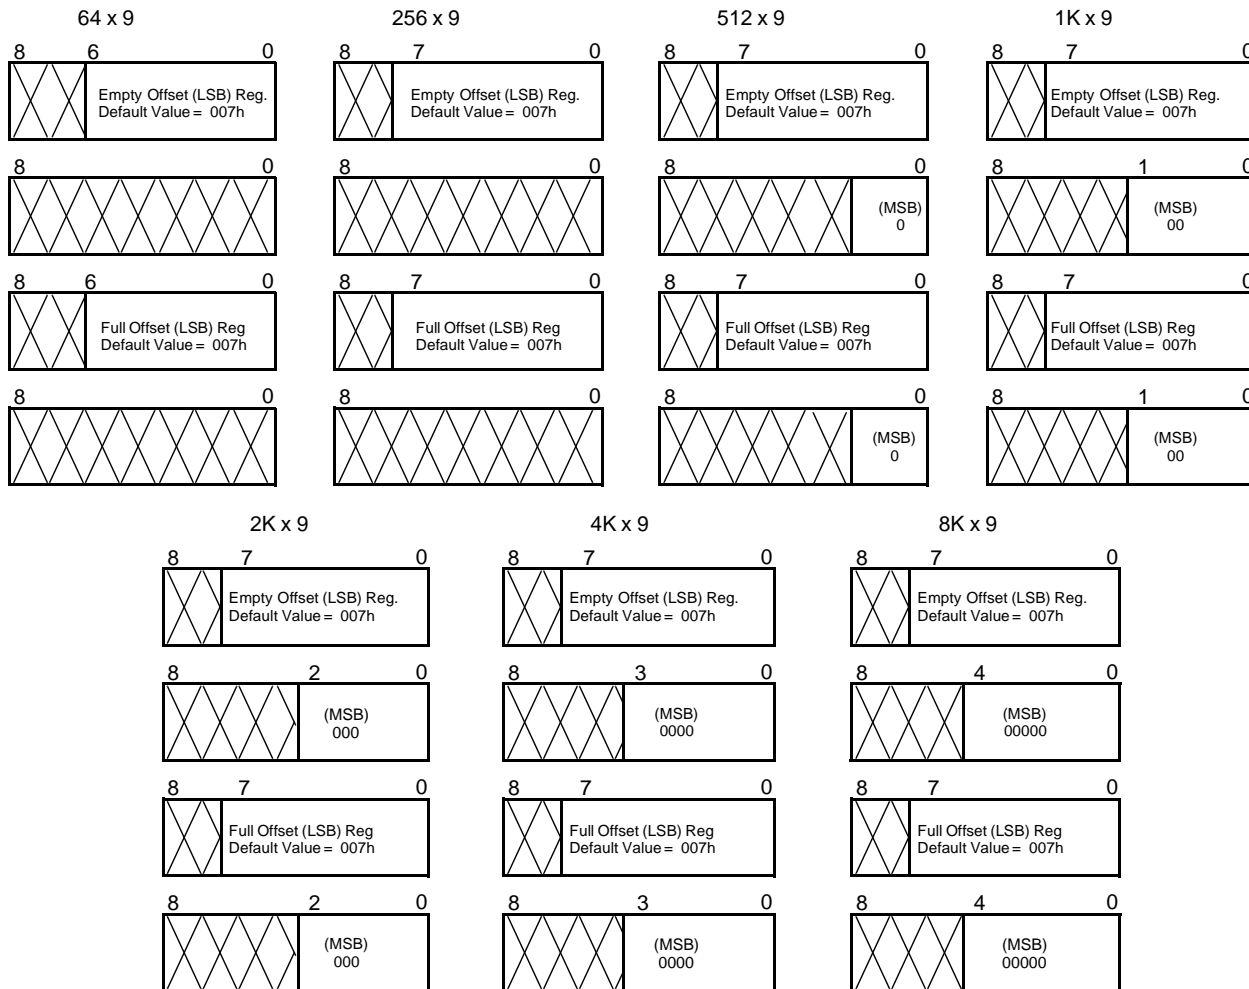 64 x 9 256 x 9 512 x 9 1K x 9
8 6 0 8 7 0 8 7 0 8 7 0
Empty Offset (LSB) Reg. Empty Offset (LSB) Reg. Empty Offset (LSB) Reg. Empty Offset (LSB) Reg.
Default Value = 007h Default Value = 007h Default Value = 007h Default Value = 007h
8 0 8 0 8 0 8 1 0
(MSB) (MSB)
0 00
8 6 0 8 7 0 8 7 0 8 7 0
Full Offset (LSB) Reg Full Offset (LSB) Reg Full Offset (LSB) Reg Full Offset (LSB) Reg
Default Value = 007h Default Value = 007h Default Value = 007h Default Value = 007h
8 0 8 0 8 0 8 1 0
(MSB) (MSB)
0 00
2K x 9 4K x 9 8K x 9
8 7 0 8 7 0 8 7 0
Empty Offset (LSB) Reg. Empty Offset (LSB) Reg. Empty Offset (LSB) Reg.
Default Value = 007h Default Value = 007h Default Value = 007h
8 2 0 8 3 0 8 4 0
(MSB) (MSB) (MSB)
000 0000 00000
8 7 0 8 7 0 8 7 0
Full Offset (LSB) Reg Full Offset (LSB) Reg Full Offset (LSB) Reg
Default Value = 007h Default Value = 007h Default Value = 007h
8 2 0 8 3 0 8 4 0
(MSB) (MSB) (MSB)
000 0000 00000